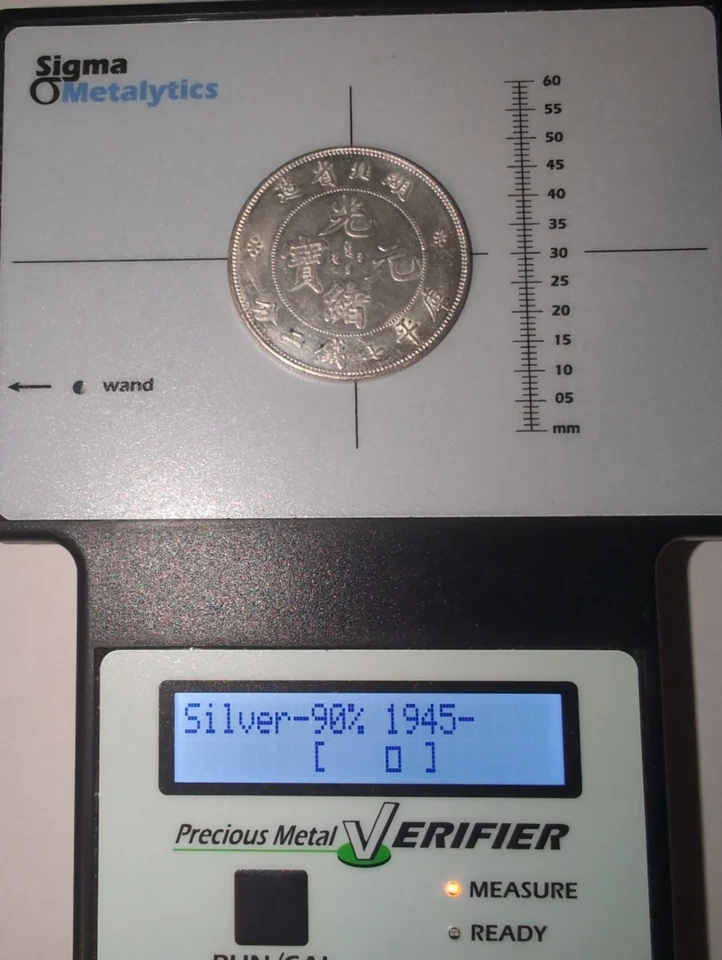 Sigma
Metalytics
湖北省造
光緒元寶
庫平七錢二分
60
55
50
45
40
35
30
25
20
15
10
05
mm
wand
Silver-90% 1945-
[ ]
Precious Metal VERIFIER
MEASURE
READY
RUN/CAL